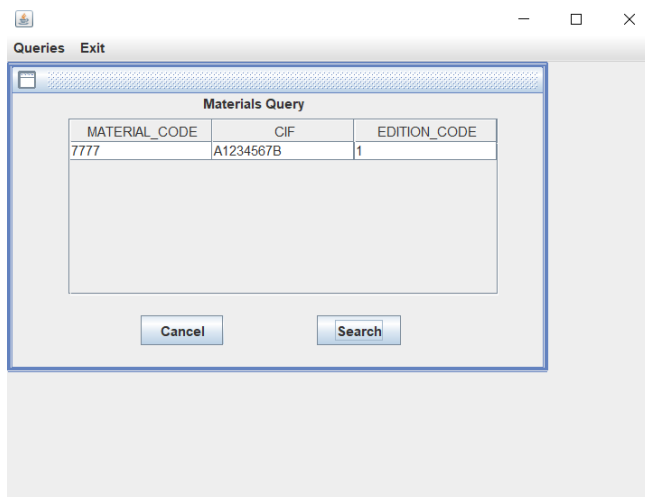 Queries Exit
Materials Query
MATERIAL_CODE CIF EDITION_CODE
7777 A1234567B 1
Cancel Search